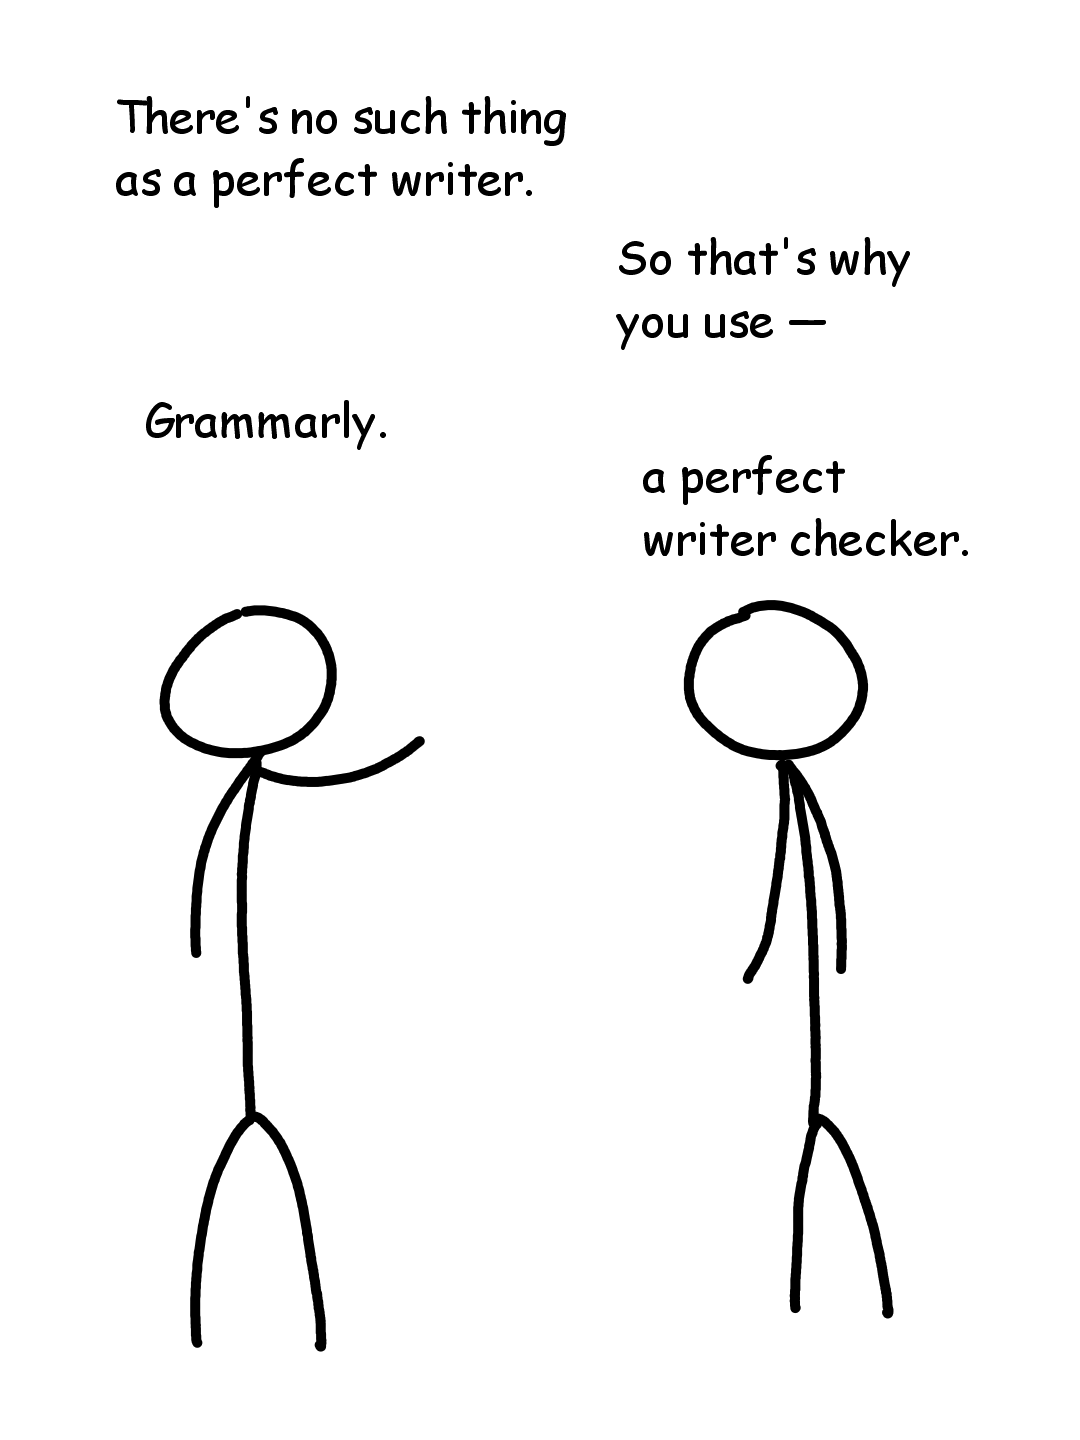 There's no such thing
as a perfect writer.
So that's why
you use —
Grammarly.
a perfect
writer checker.